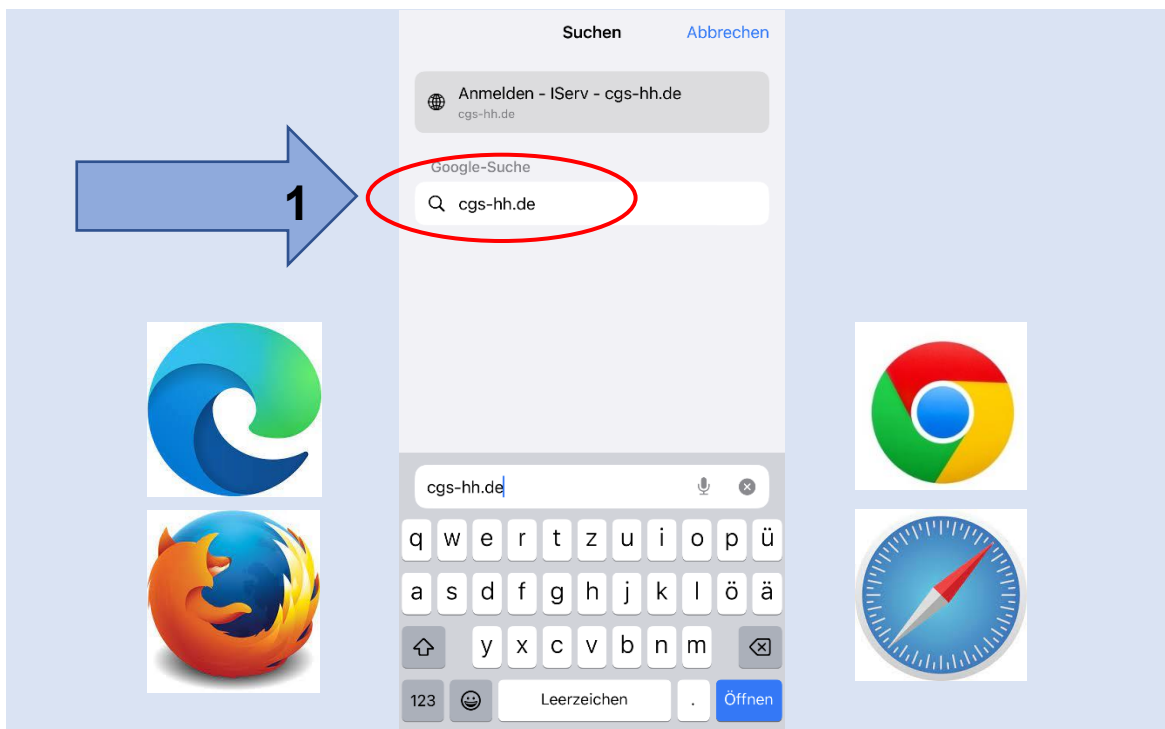 Suchen Abbrechen
Anmelden - IServ - cgs-hh.de
cgs-hh.de
Google-Suche
1
cgs-hh.de
cgs-hh.de
q w e r t z u i o p ü
a s d f g h j k l ö ä
y x c v b n m
123 Leerzeichen . Öffnen